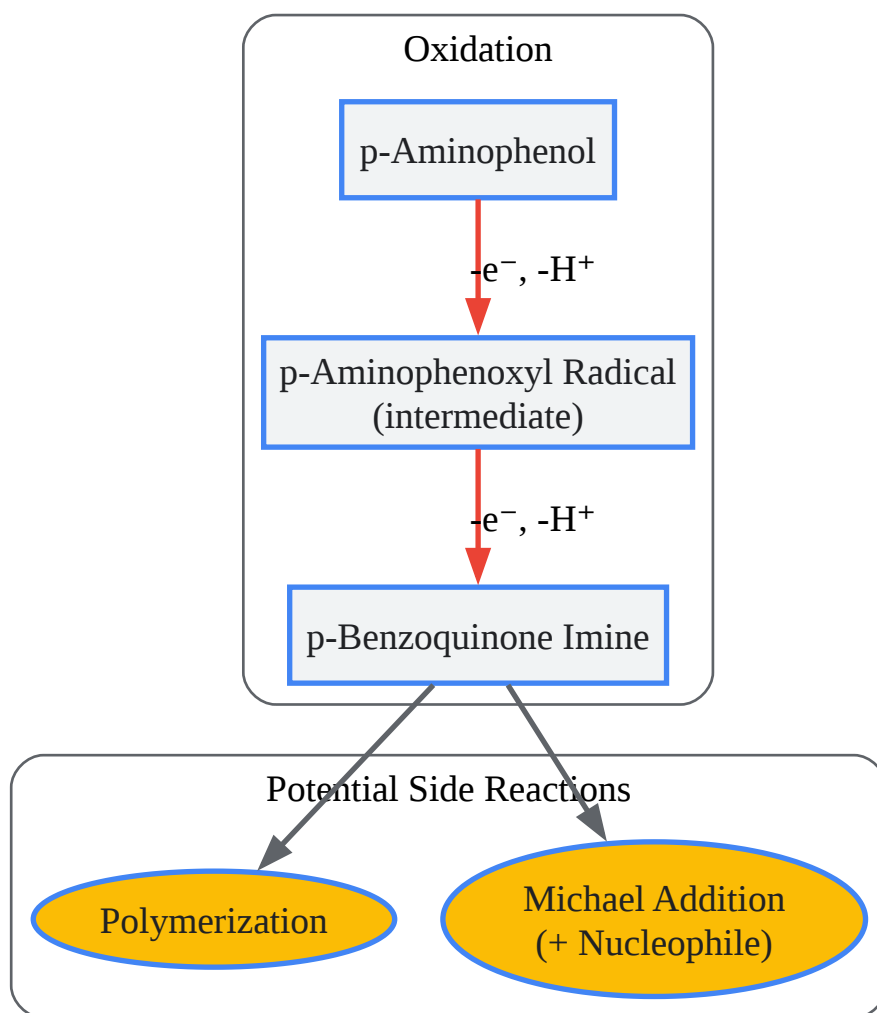 Oxidation
p-Aminophenol
-e⁻, -H⁺
p-Aminophenoxyl Radical
(intermediate)
-e⁻, -H⁺
p-Benzoquinone Imine
Potential Side Reactions
Polymerization
Michael Addition
(+ Nucleophile)